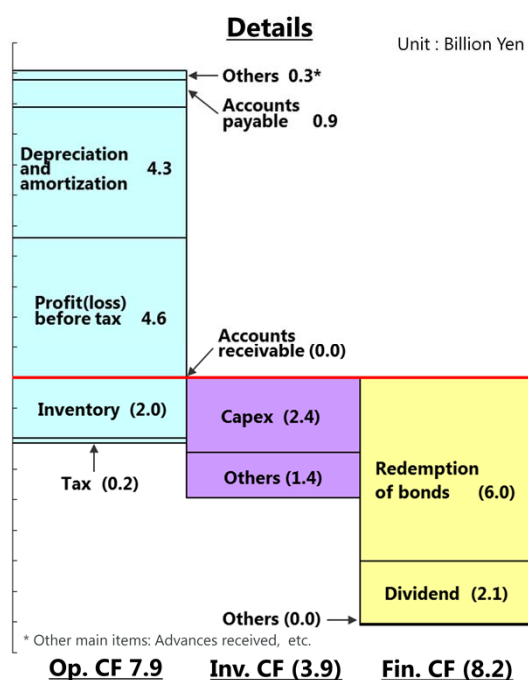 Details
Unit : Billion Yen
Others 0.3*
Accounts
payable 0.9
Depreciation
and 4.3
amortization
Profit(loss)
before tax 4.6
Accounts
receivable (0.0)
Inventory (2.0)
Capex (2.4)
Tax (0.2)
Others (1.4)
Redemption
of bonds (6.0)
Dividend (2.1)
Others (0.0)
* Other main items: Advances received, etc.
Op. CF 7.9 Inv. CF (3.9) Fin. CF (8.2)